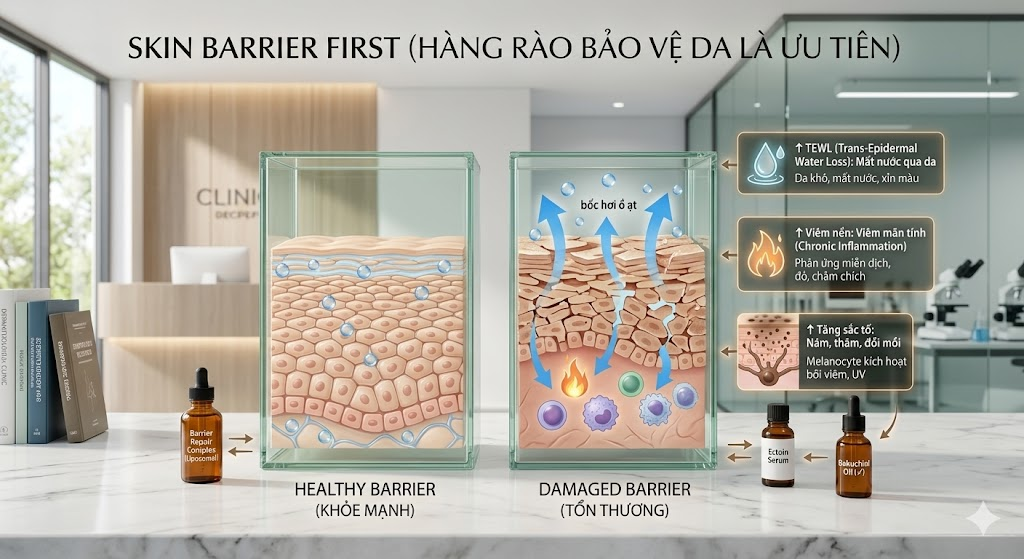 SKIN BARRIER FIRST (HÀNG RÀO BẢO VỆ DA LÀ ƯU TIÊN)
↑ TEWL (Trans-Epidermal
Water Loss): Mất nước qua da
Da khô, mất nước, xỉn màu
bốc hơi ồ ạt
CLINIC
↑ Viêm nền: Viêm mãn tính
(Chronic Inflammation)
Phản ứng miễn dịch,
đỏ, châm chích
↑ Tăng sắc tố:
Nám, thâm, đồi mồi
Melanocyte kích hoạt
bởi viêm, UV
Barrier
Repair
Complex
(Liposomal)
Ectoin
Serum
Bakuchiol
Oil (✓)
HEALTHY BARRIER
(KHỎE MẠNH)
DAMAGED BARRIER
(TỔN THƯƠNG)